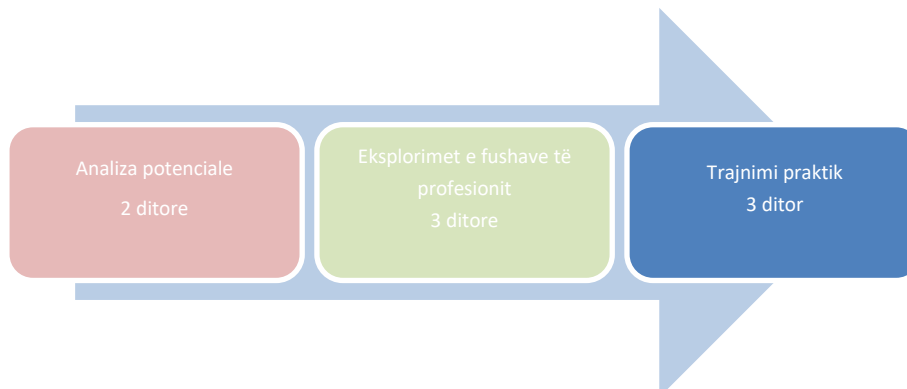 Analiza potenciale
2 ditore
Eksplorimet e fushave të
profesionit
3 ditore
Trajnimi praktik
3 ditor